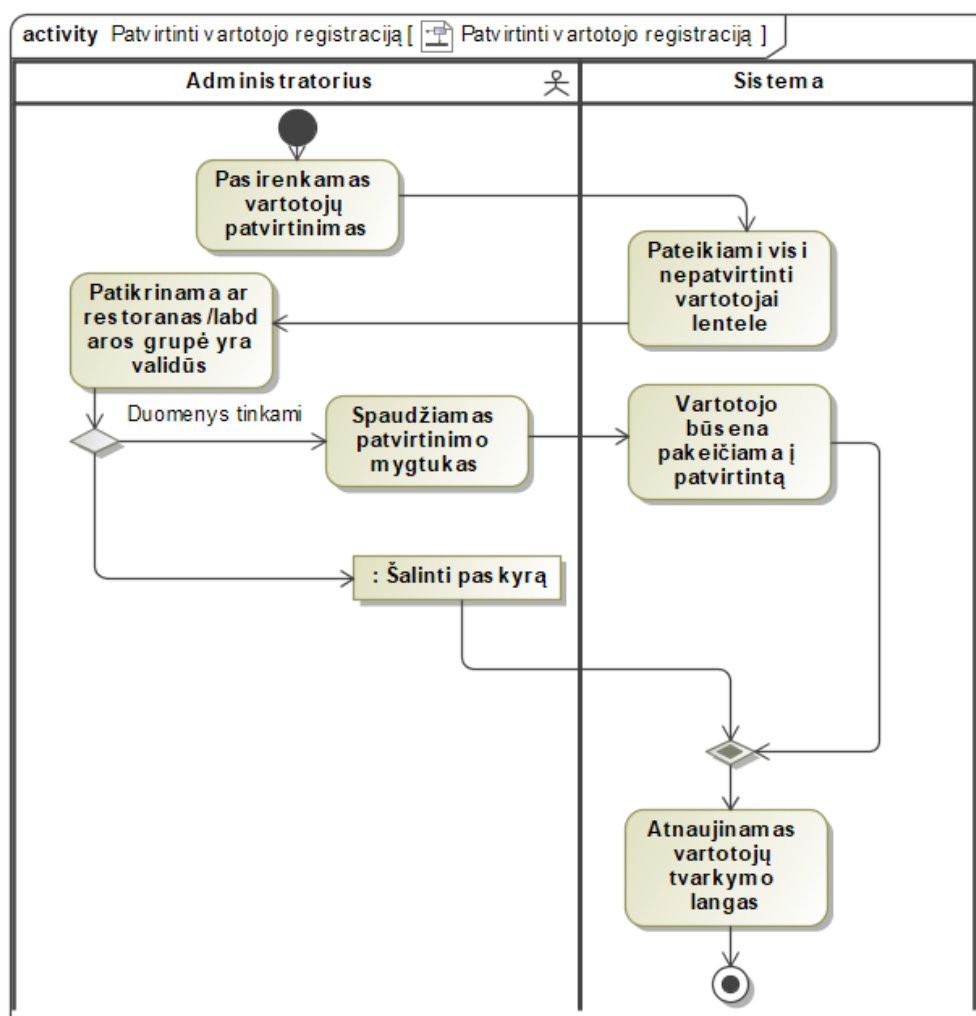 activity Patvirtinti vartotojo registraciją [ Patvirtinti vartotojo registraciją ]
Administratorius
Sistema
Pasirenkamas
vartotojų
patvirtinimas
Pateikiami visi
nepatvirtinti
vartotojai
lentele
Patikrinama ar
restoranas/labd
aros grupė yra
validūs
Duomenys tinkami
Spaudžiamas
patvirtinimo
mygtukas
Vartotojo
būsena
pakeičiama į
patvirtintą
: Šalinti paskyrą
Atnaujinamas
vartotojų
tvarkymo
langas